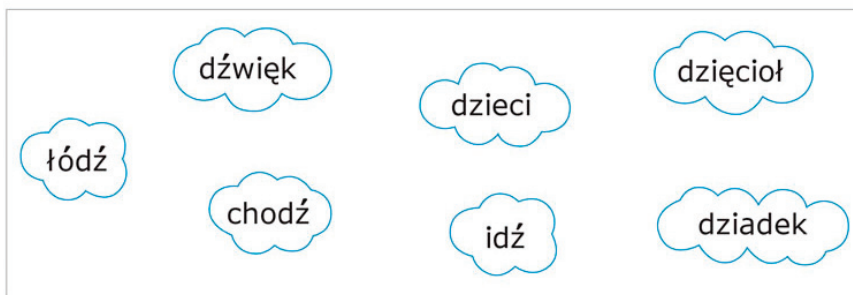 dźwięk
dzieci
dzięcioł
łódź
chodź
idź
dziadek